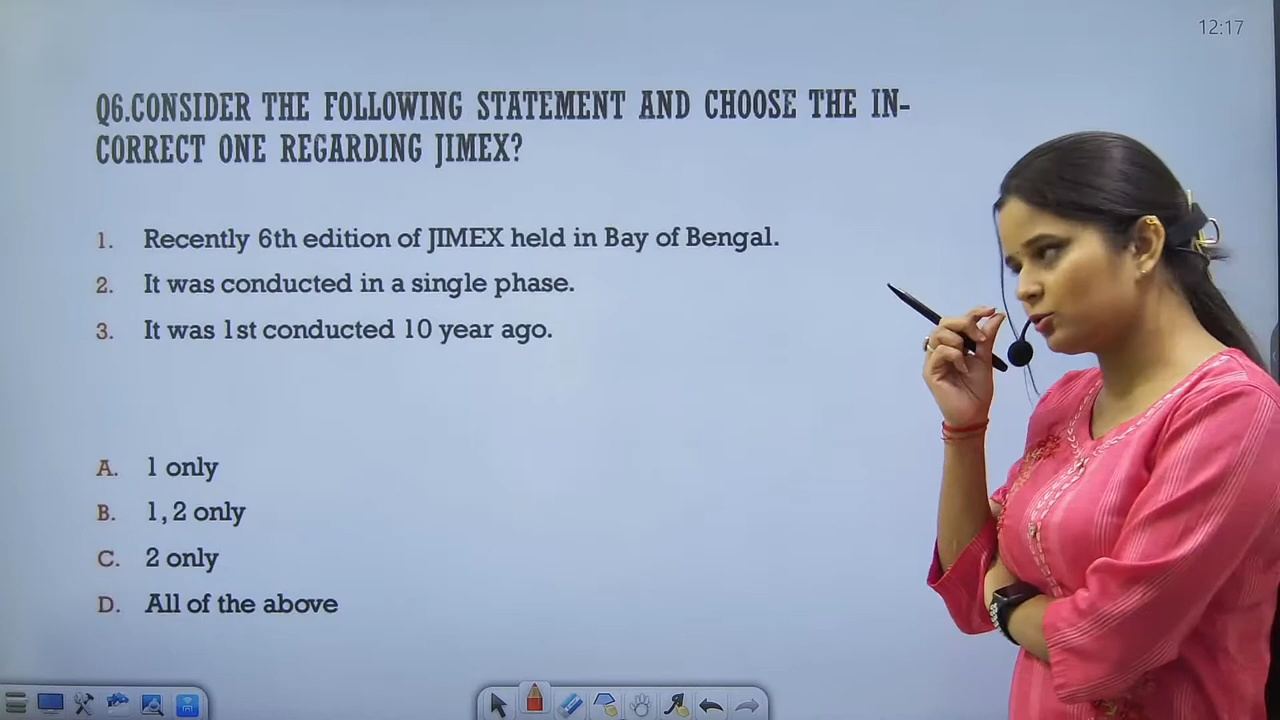 12:17
Q6.CONSIDER THE FOLLOWING STATEMENT AND CHOOSE THE IN-
CORRECT ONE REGARDING JIMEX?
1. Recently 6th edition of JIMEX held in Bay of Bengal.
2. It was conducted in a single phase.
3. It was 1st conducted 10 year ago.
A. 1 only
B. 1, 2 only
C. 2 only
D. All of the above